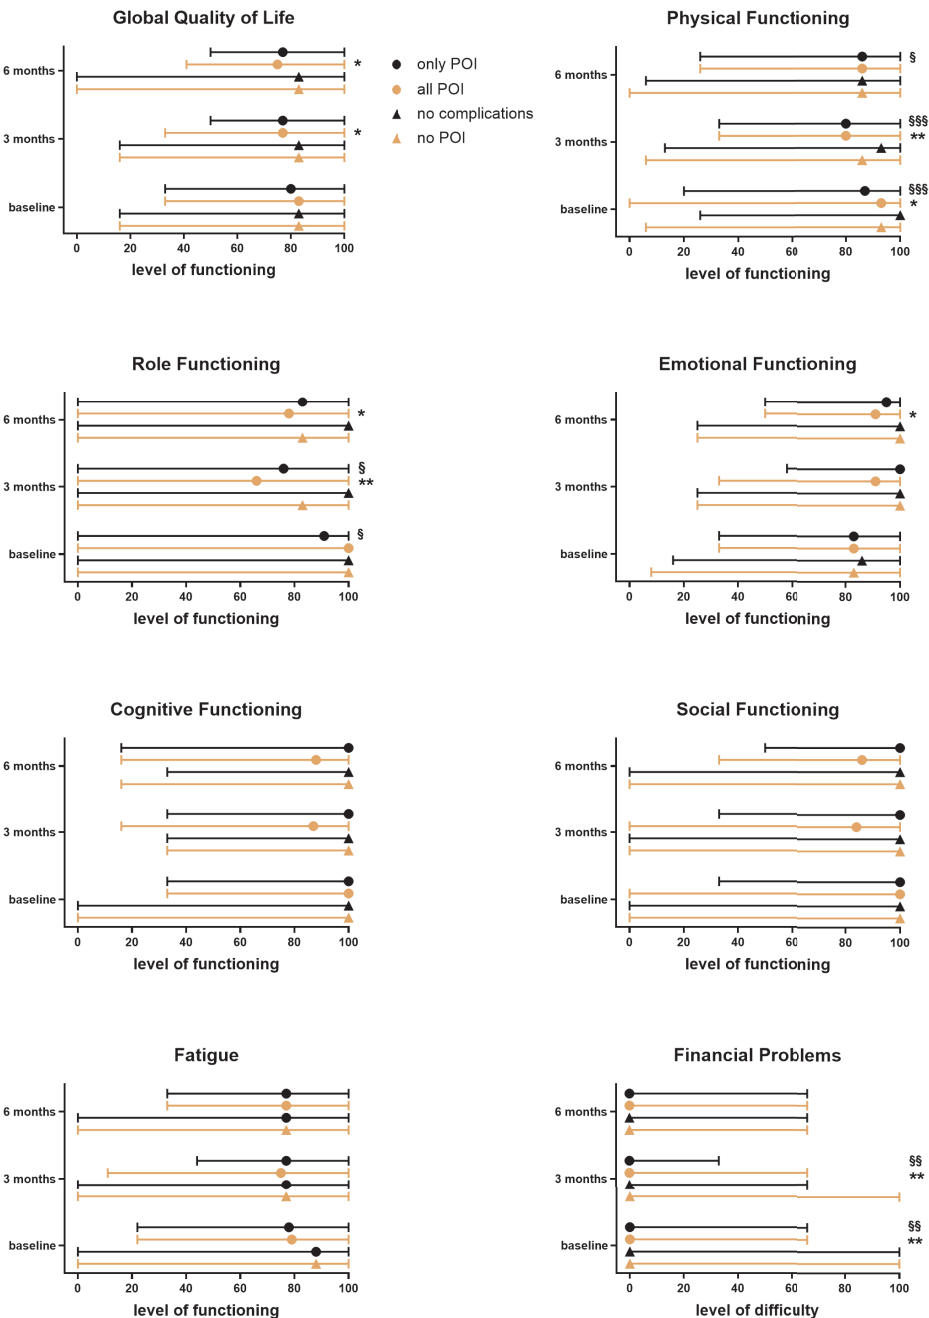 Global Quality of Life
6 months
*
3 months
*
baseline
0 20 40 60 80 100
level of functioning
only POI
all POI
no complications
no POI
Physical Functioning
§
6 months
§§§
3 months
**
§§§
baseline
*
0 20 40 60 80 100
level of functioning
Role Functioning
6 months
*
§
3 months
**
§
baseline
0 20 40 60 80 100
level of functioning
Emotional Functioning
6 months
*
3 months
baseline
0 20 40 60 80 100
level of functioning
Cognitive Functioning
6 months
3 months
baseline
0 20 40 60 80 100
level of functioning
Social Functioning
6 months
3 months
baseline
0 20 40 60 80 100
level of functioning
Fatigue
6 months
3 months
baseline
0 20 40 60 80 100
level of functioning
Financial Problems
6 months
§§
3 months
**
§§
baseline
**
0 20 40 60 80 100
level of difficulty